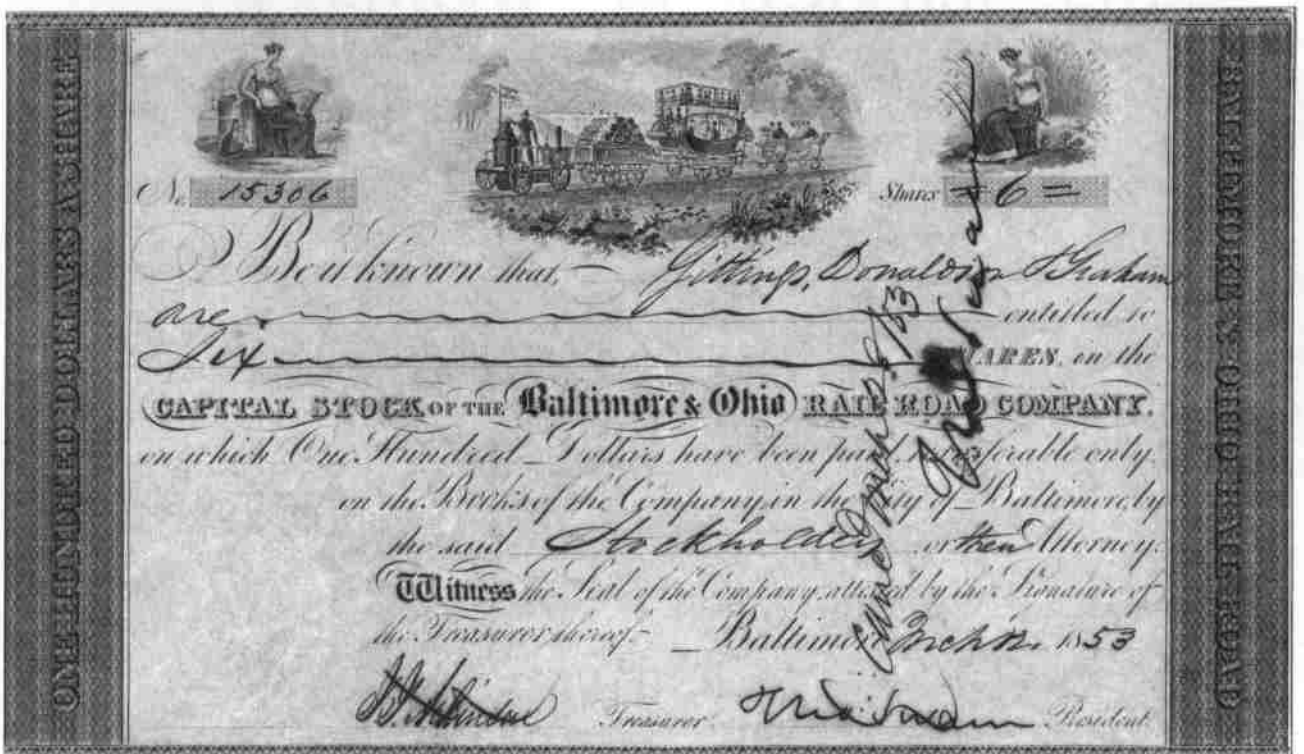 ONE HUNDRED DOLLARS A SHARE
No. 15306
Shares = 6 =
Be it known that, Gittings, Donaldson & Graham
are entitled to
Six SHARES, on the
CAPITAL STOCK OF THE Baltimore & Ohio RAIL ROAD COMPANY.
on which One Hundred Dollars have been paid transferable only
on the Books of the Company in the City of Baltimore, by
the said Stockholders or their Attorney.
Witness the Seal of the Company, attested by the Signature of
the Treasurer thereof. Baltimore 1853
Treasurer President
BALTIMORE & OHIO RAIL ROAD